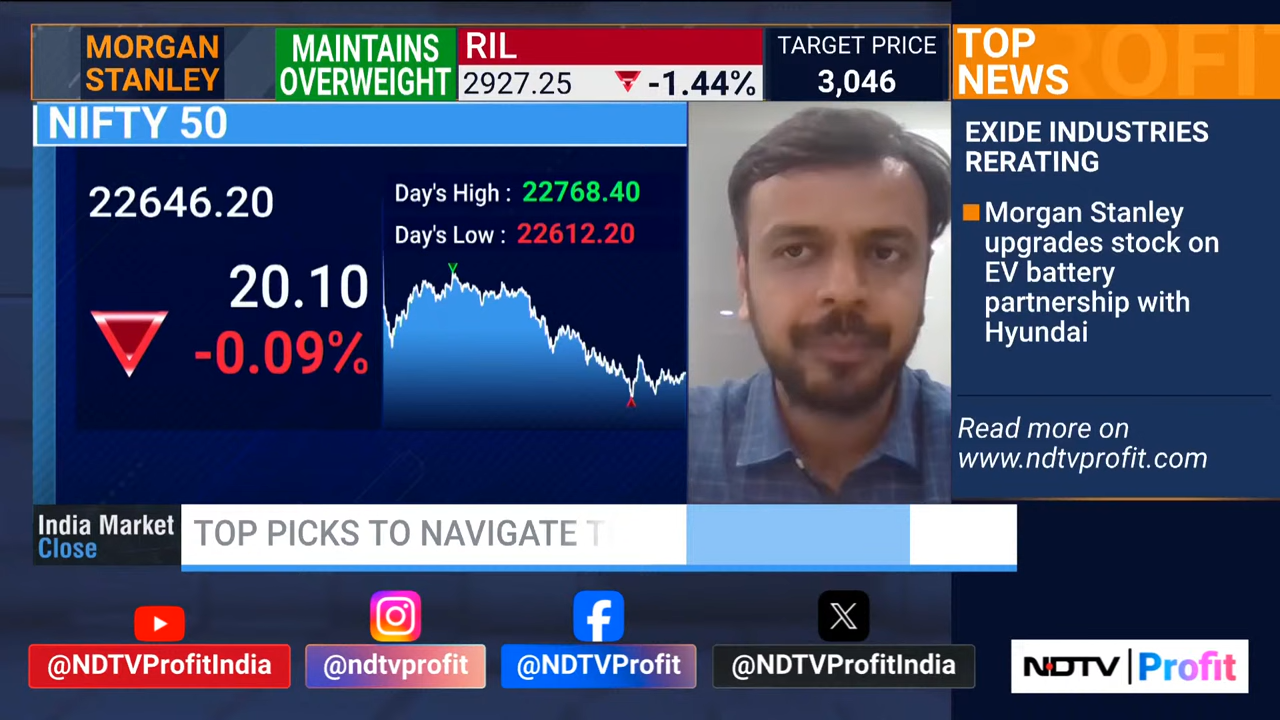 MORGAN
STANLEY
MAINTAINS
OVERWEIGHT
RIL
2927.25 -1.44%
TARGET PRICE
3,046
TOP
NEWS
NIFTY 50
22646.20
20.10
-0.09%
Day's High : 22768.40
Day's Low : 22612.20
EXIDE INDUSTRIES
RERATING
Morgan Stanley
upgrades stock on
EV battery
partnership with
Hyundai
Read more on
www.ndtvprofit.com
India Market
Close
TOP PICKS TO NAVIGATE
@NDTVProfitIndia
@ndtvprofit
@NDTVProfit
@NDTVProfitIndia
NDTV Profit